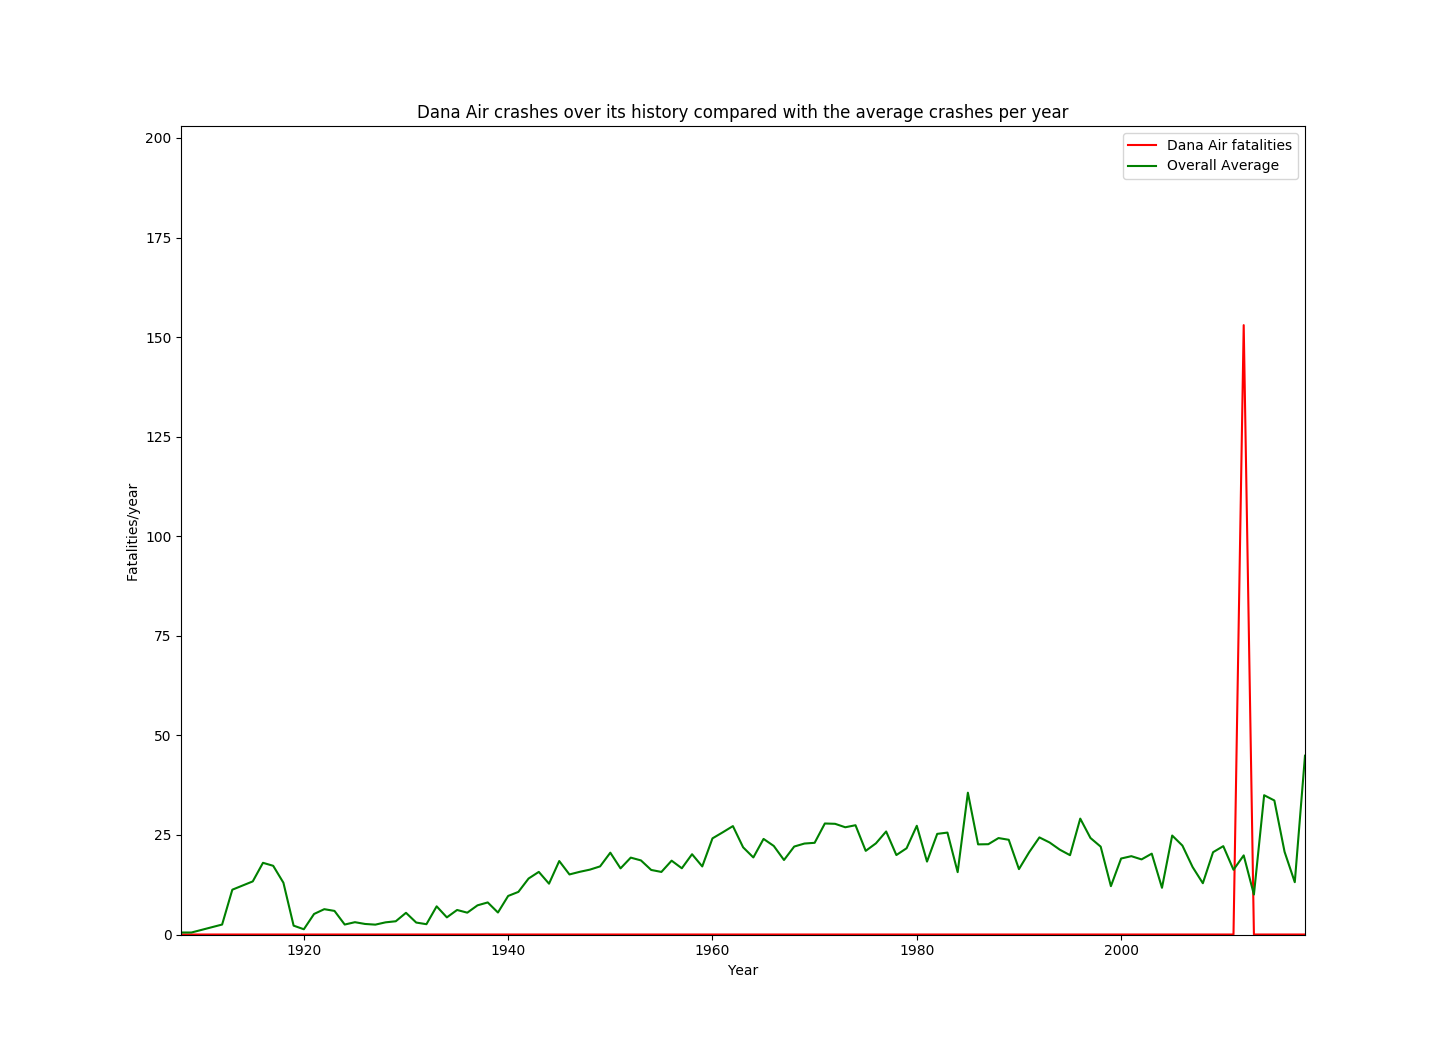 Dana Air crashes over its history compared with the average crashes per year
200
Dana Air fatalities
Overall Average
175
150
125
Fatalities/year
100
75
50
25
0
1920 1940 1960 1980 2000
Year